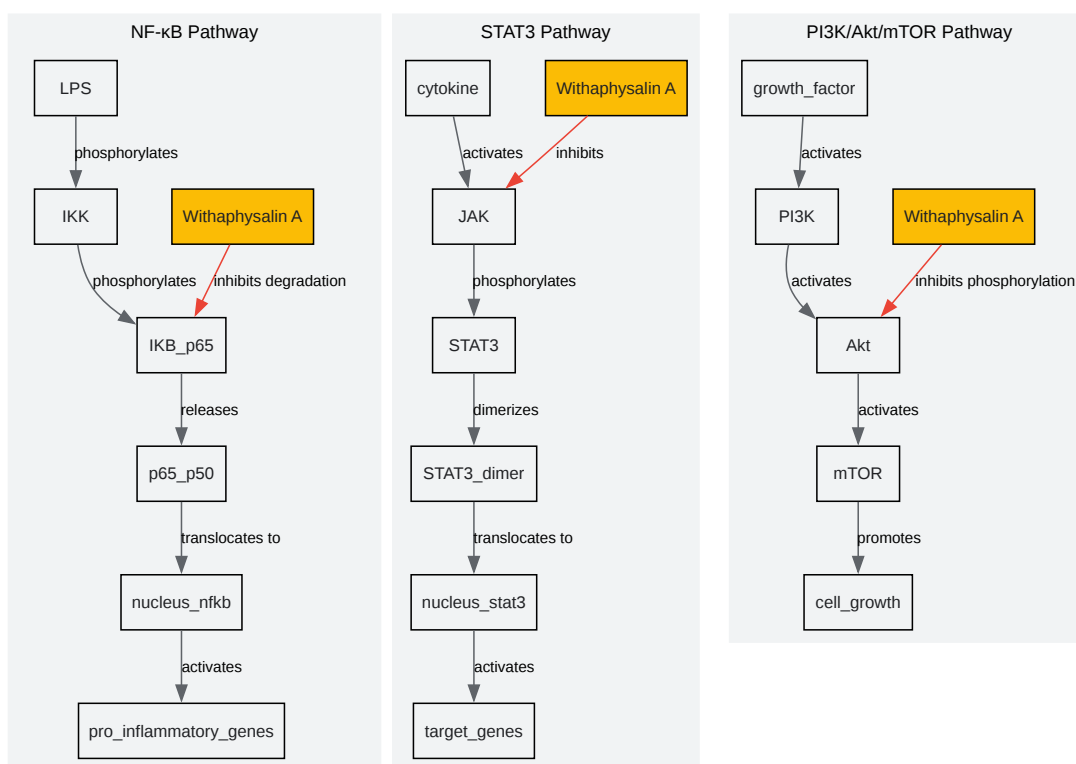 NF-κB Pathway
LPS
phosphorylates
IKK
Withaphysalin A
phosphorylates
inhibits degradation
IKB_p65
releases
p65_p50
translocates to
nucleus_nfkb
activates
pro_inflammatory_genes
STAT3 Pathway
cytokine
Withaphysalin A
activates
inhibits
JAK
phosphorylates
STAT3
dimerizes
STAT3_dimer
translocates to
nucleus_stat3
activates
target_genes
PI3K/Akt/mTOR Pathway
growth_factor
activates
PI3K
Withaphysalin A
activates
inhibits phosphorylation
Akt
activates
mTOR
promotes
cell_growth